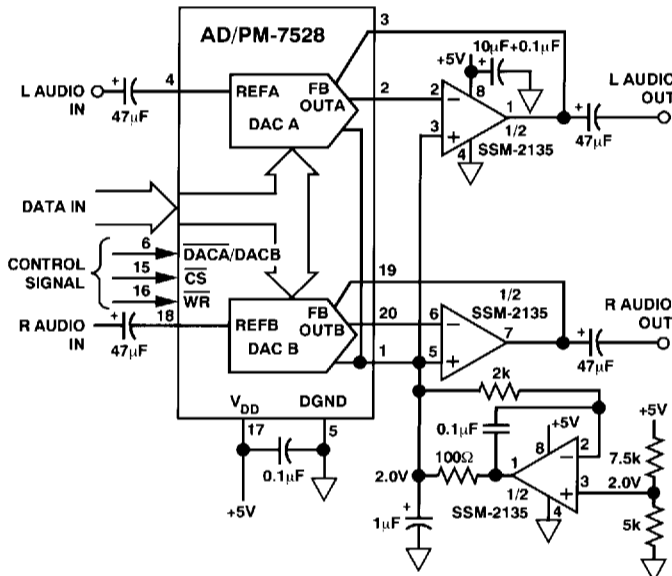 AD/PM-7528
3
+5V
10μF+0.1μF
L AUDIO
OUT
L AUDIO
IN
+
47μF
4
REFA
FB
OUTA
DAC A
2
2
−
8
1
3
+
4
1/2
SSM-2135
+
47μF
DATA IN
CONTROL
SIGNAL
6
DACA/DACB
15
CS
16
WR
R AUDIO
IN
+
47μF
18
REFB
FB
OUTB
DAC B
19
20
1
1/2
SSM-2135
6
−
7
5
+
R AUDIO
OUT
+
47μF
VDD
DGND
17
5
0.1μF
+5V
2k
0.1μF
100Ω
2.0V
+
1μF
+5V
8
2
−
1
3
+
4
1/2
SSM-2135
+5V
7.5k
2.0V
5k